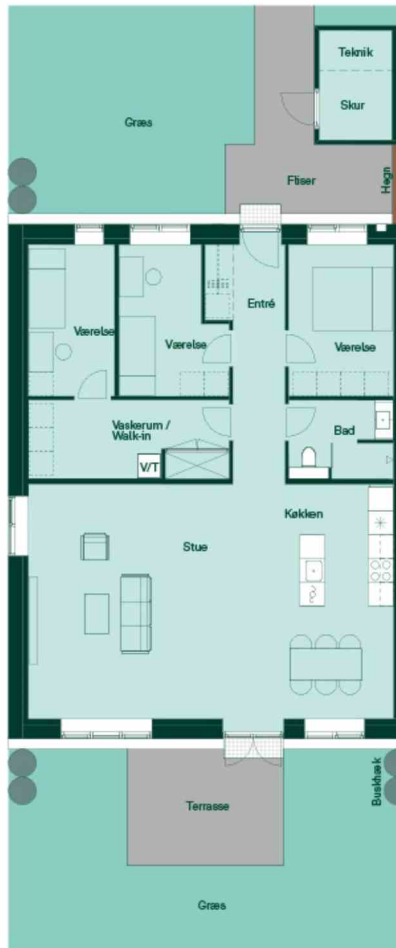 Teknik
Skur
Græs
Fliser
Hegn
Entré
Værelse
Værelse
Værelse
Vaskerum /
Walk-in
Bad
V/T
Køkken
Stue
Buskhæk
Terrasse
Græs